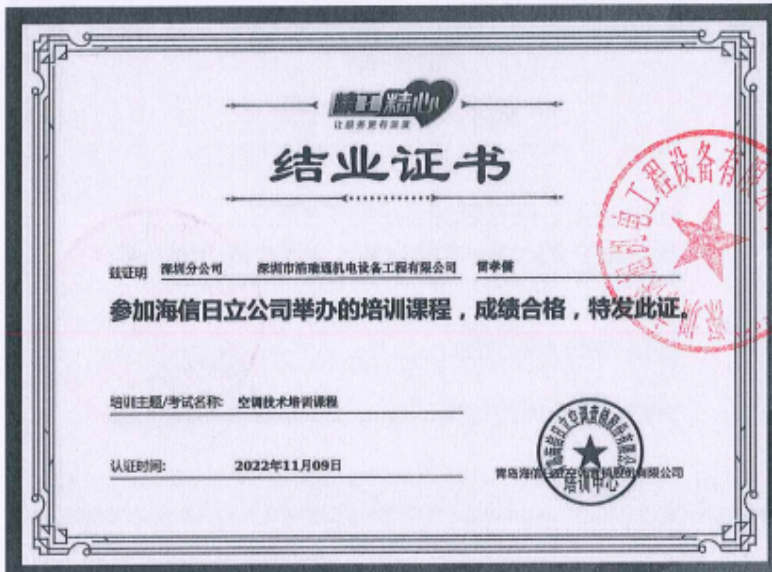 精工精心
让服务更有深度
结业证书
兹证明 深圳分公司 深圳市浩瑞通机电设备工程有限公司
参加海信日立公司举办的培训课程，成绩合格，特发此证。
培训主题/考试名称: 空调技术培训课程
认证时间: 2022年11月09日
培训中心